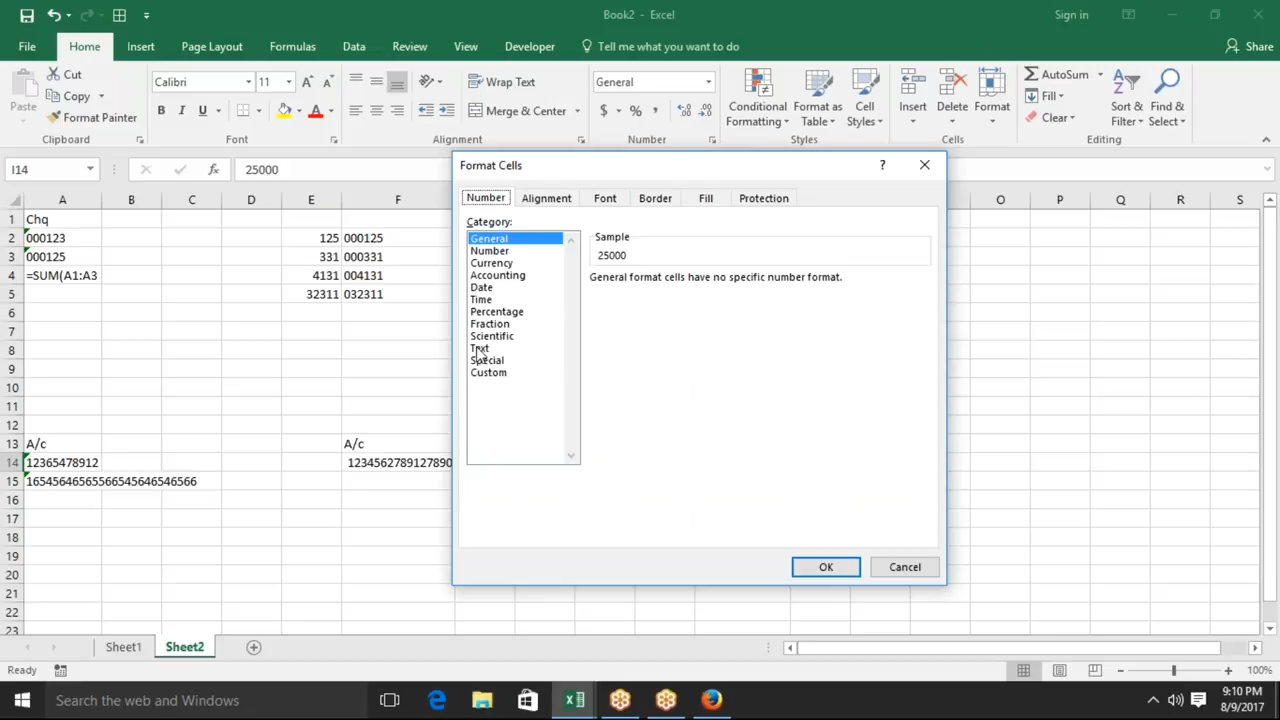 Book2 - Excel
Sign in
File Home Insert Page Layout Formulas Data Review View Developer Tell me what you want to do Share
Paste
Cut
Copy
Format Painter
Clipboard
Calibri 11
B I U
Font
Wrap Text
Merge & Center
Alignment
General
$ % ,
Number
Conditional Formatting
Format as Table
Cell Styles
Styles
Insert
Delete
Format
Cells
AutoSum
Fill
Clear
Sort & Filter
Find & Select
Editing
I14 fx 25000
A B C D E F O P Q R S
1 Chq
2 000123 125 000125
3 000125 331 000331
4 =SUM(A1:A3 4131 004131
5 32311 032311
6
7
8
9
10
11
12
13 A/c A/c
14 12365478912 1234562789127890
15 16545646565566545646546566
16
17
18
19
20
21
22
23
Format Cells ?
Number Alignment Font Border Fill Protection
Category:
General
Number
Currency
Accounting
Date
Time
Percentage
Fraction
Scientific
Text
Special
Custom
Sample
25000
General format cells have no specific number format.
OK Cancel
Sheet1 Sheet2
Ready 100%
Search the web and Windows
9:10 PM
8/9/2017